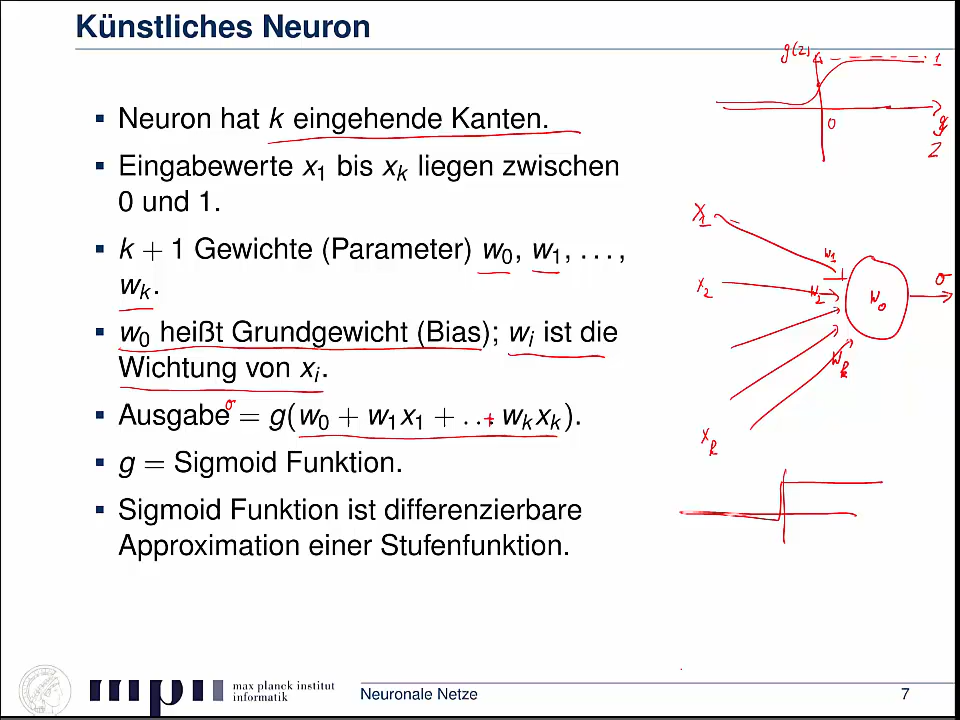 Künstliches Neuron
g(z)
1
0
z
Neuron hat k eingehende Kanten.
Eingabewerte x1 bis xk liegen zwischen
0 und 1.
k + 1 Gewichte (Parameter) w0, w1, . . . ,
wk.
w0 heißt Grundgewicht (Bias); wi ist die
Wichtung von xi.
Ausgabe o = g(w0 + w1x1 + . . + wkxk).
g = Sigmoid Funktion.
Sigmoid Funktion ist differenzierbare
Approximation einer Stufenfunktion.
x1
w1
x2
w2
w0
o
wk
xk
max planck institut
informatik
Neuronale Netze
7